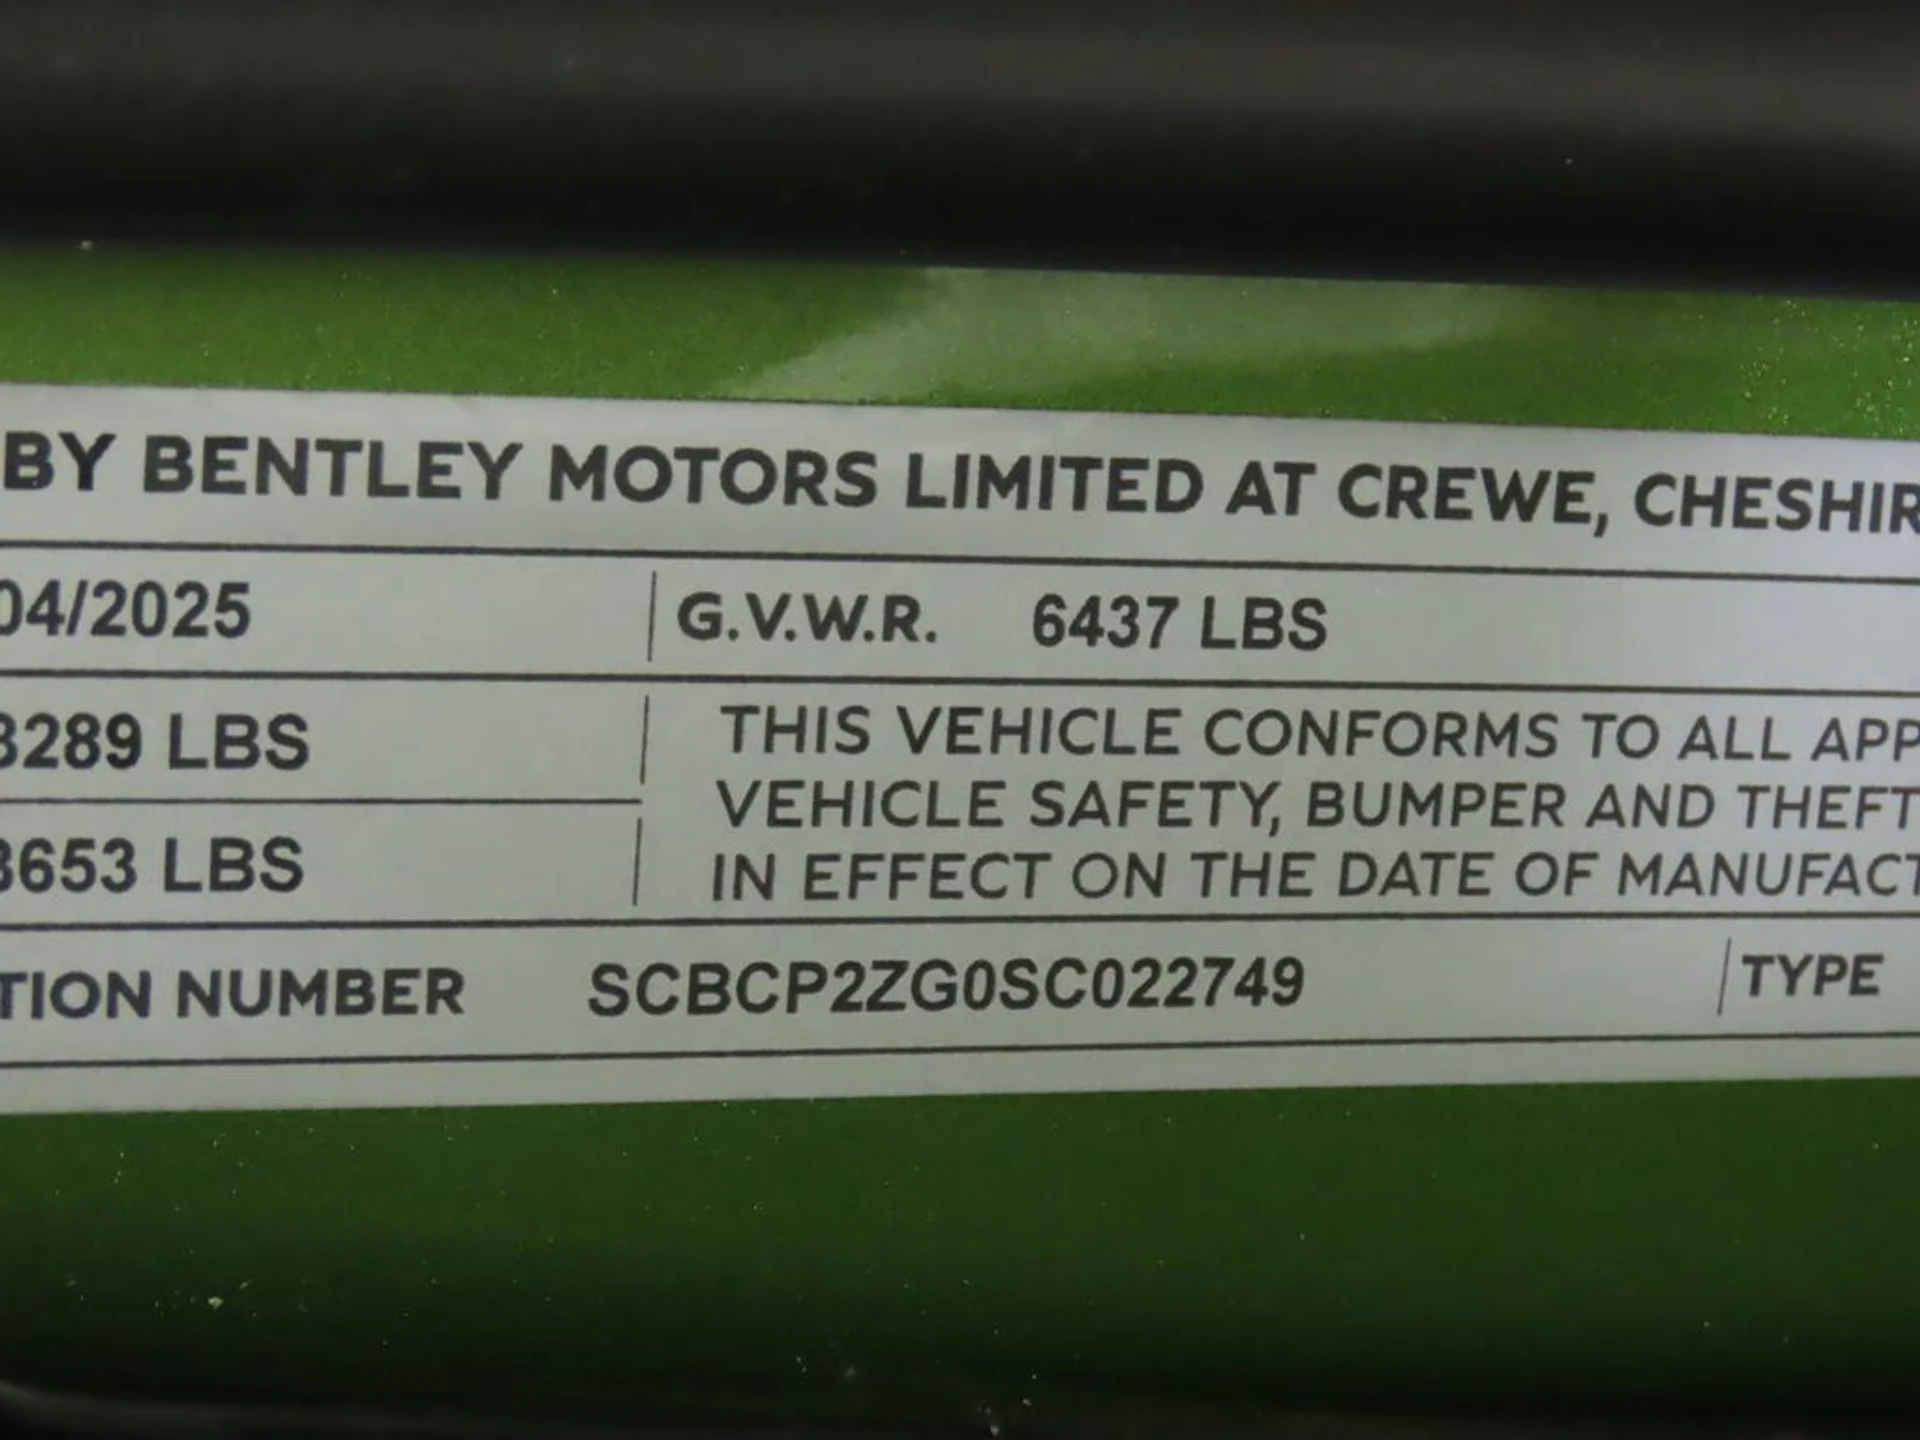 BY BENTLEY MOTORS LIMITED AT CREWE, CHESHIR
04/2025 G.V.W.R. 6437 LBS
3289 LBS
THIS VEHICLE CONFORMS TO ALL APP
VEHICLE SAFETY, BUMPER AND THEFT
3653 LBS
IN EFFECT ON THE DATE OF MANUFACT
TION NUMBER SCBCP2ZG0SC022749 TYPE